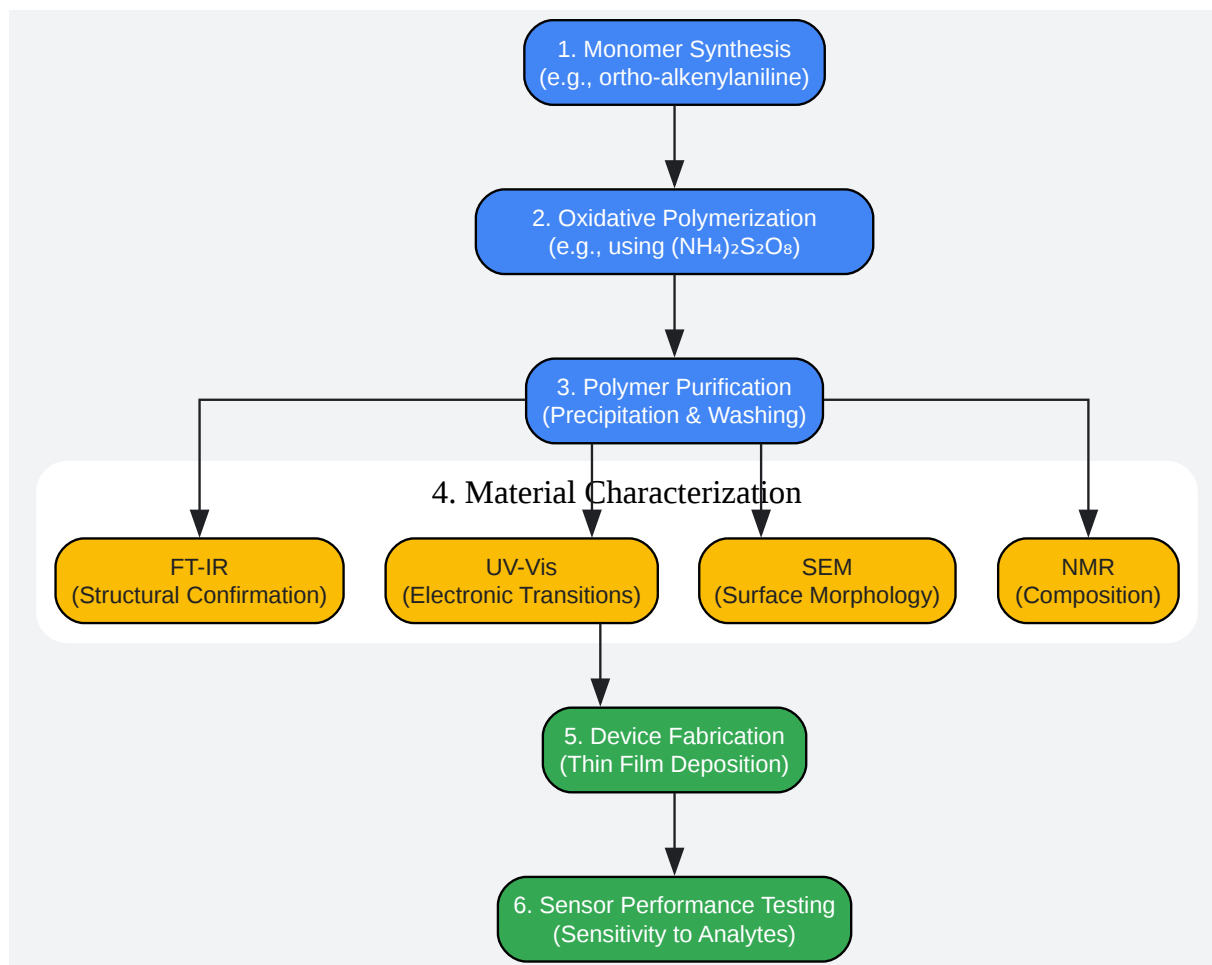 1. Monomer Synthesis
(e.g., ortho-alkenylaniline)
2. Oxidative Polymerization
(e.g., using (NH₄)₂S₂O₈)
3. Polymer Purification
(Precipitation & Washing)
4. Material Characterization
FT-IR
(Structural Confirmation)
UV-Vis
(Electronic Transitions)
SEM
(Surface Morphology)
NMR
(Composition)
5. Device Fabrication
(Thin Film Deposition)
6. Sensor Performance Testing
(Sensitivity to Analytes)